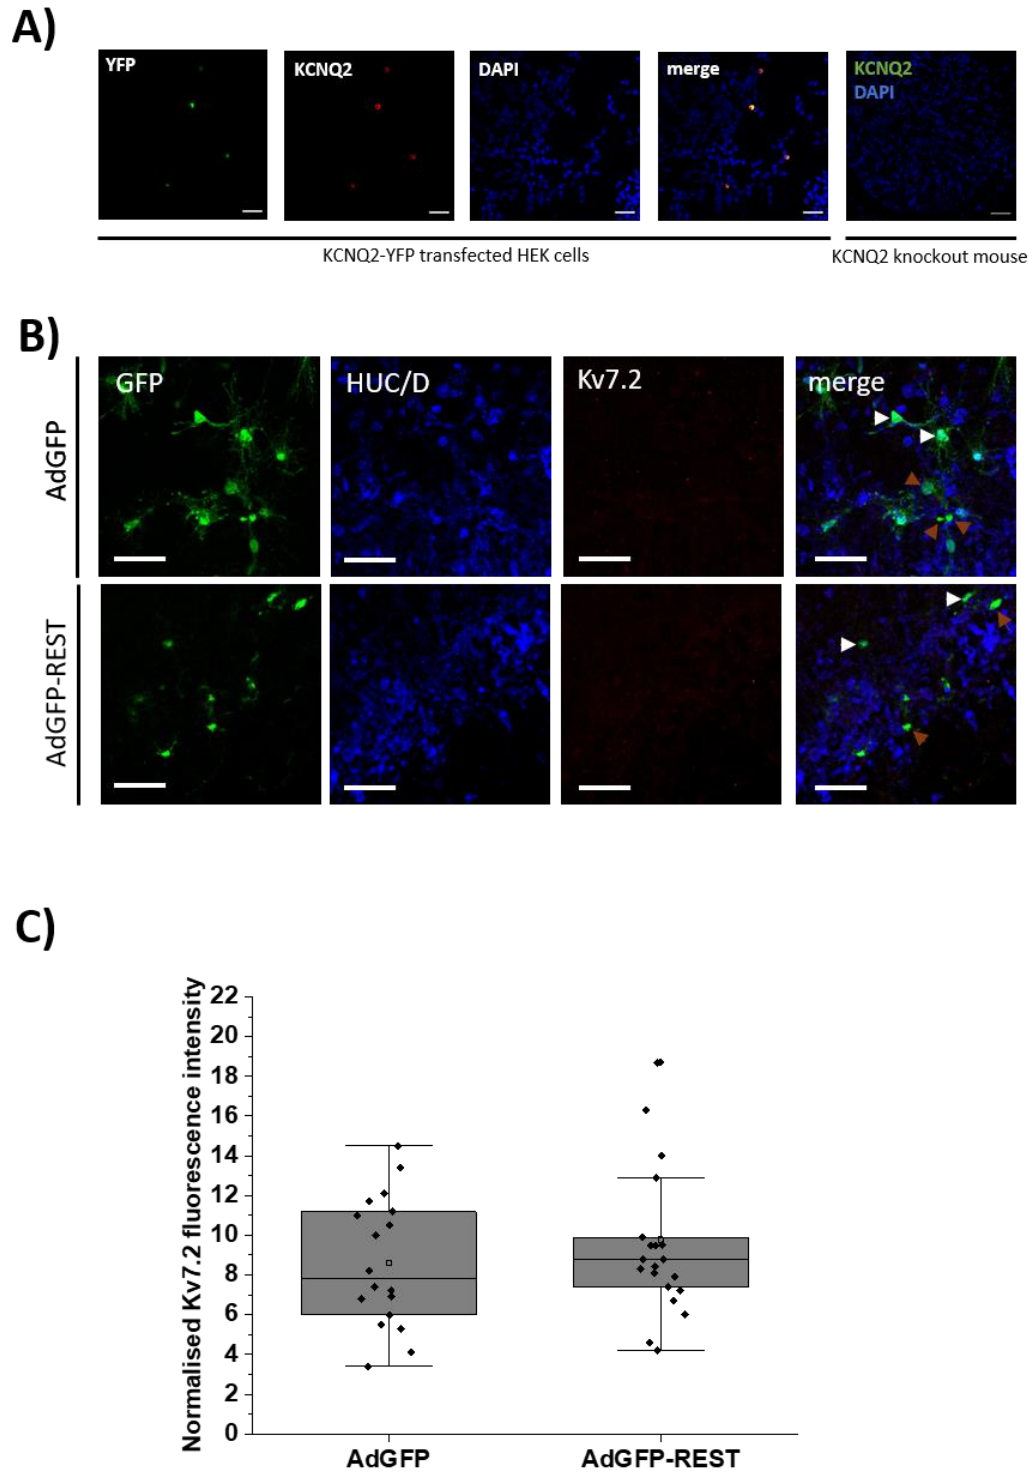 A)
YFP
KCNQ2
DAPI
merge
KCNQ2
DAPI
KCNQ2-YFP transfected HEK cells
KCNQ2 knockout mouse
B)
AdGFP
GFP
HUC/D
Kv7.2
merge
AdGFP-REST
C)
Normalised Kv7.2 fluorescence intensity
22
20
18
16
14
12
10
8
6
4
2
0
AdGFP
AdGFP-REST